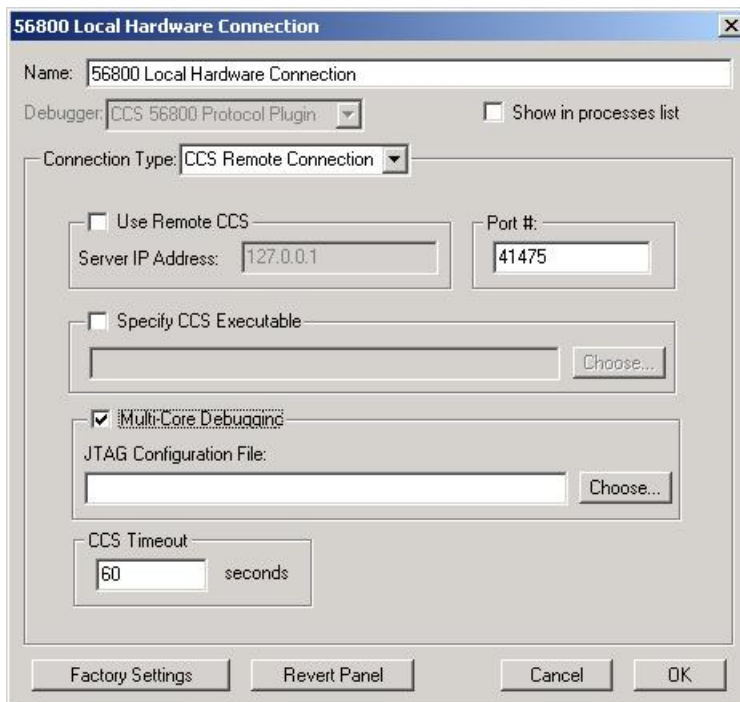 56800 Local Hardware Connection
Name: 56800 Local Hardware Connection
Debugger: CCS 56800 Protocol Plugin
Show in processes list
Connection Type: CCS Remote Connection
Use Remote CCS
Port #:
Server IP Address: 127.0.0.1
41475
Specify CCS Executable
Choose...
Multi-Core Debugging
JTAG Configuration File:
Choose...
CCS Timeout
60 seconds
Factory Settings Revert Panel Cancel OK